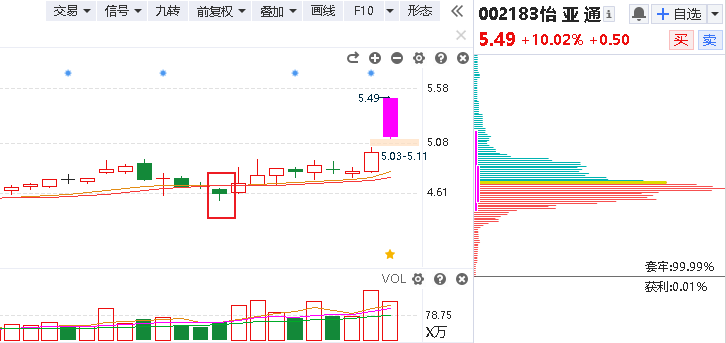 交易 信号 九转 前复权 叠加 画线 F10 形态
002183怡 亚 通
自选
5.49 +10.02% +0.50
买 卖
5.49
5.58
5.08
5.03-5.11
4.61
套牢:99.99%
获利:0.01%
VOL
78.75
X万